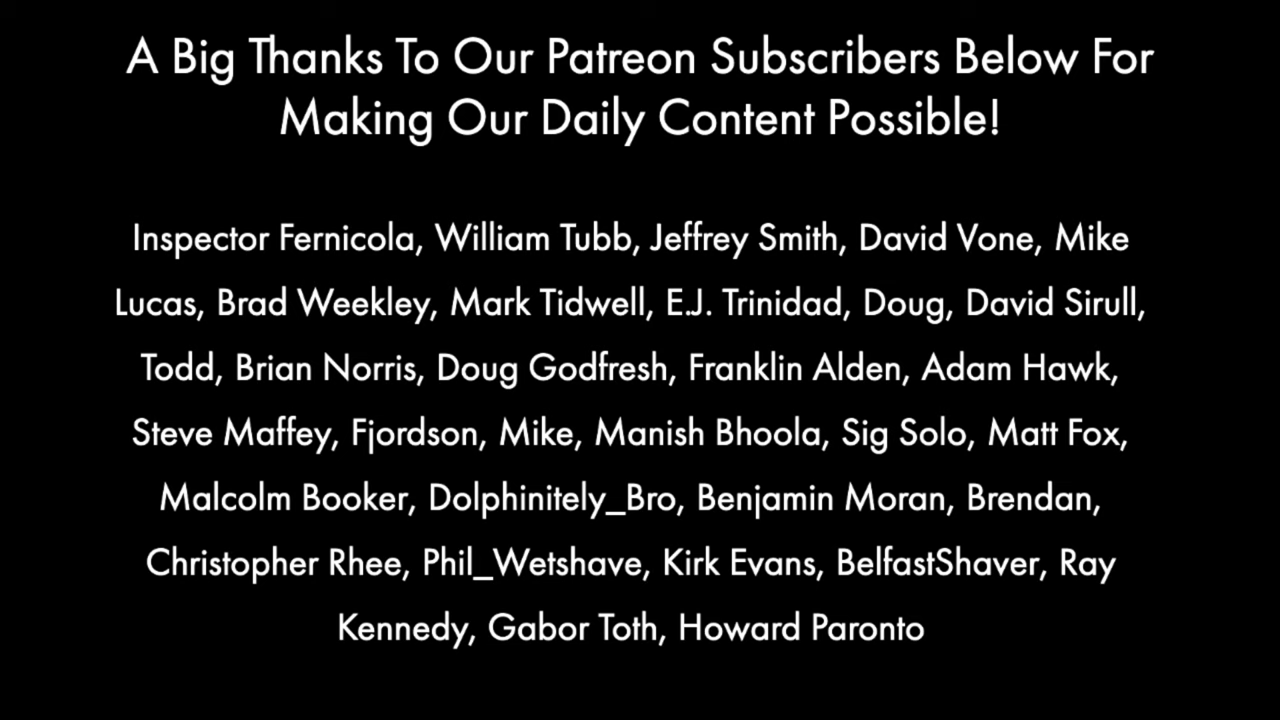 A Big Thanks To Our Patreon Subscribers Below For
Making Our Daily Content Possible!
Inspector Fernicola, William Tubb, Jeffrey Smith, David Vone, Mike
Lucas, Brad Weekley, Mark Tidwell, E.J. Trinidad, Doug, David Sirull,
Todd, Brian Norris, Doug Godfresh, Franklin Alden, Adam Hawk,
Steve Maffey, Fjordson, Mike, Manish Bhoola, Sig Solo, Matt Fox,
Malcolm Booker, Dolphinitely_Bro, Benjamin Moran, Brendan,
Christopher Rhee, Phil_Wetshave, Kirk Evans, BelfastShaver, Ray
Kennedy, Gabor Toth, Howard Paronto